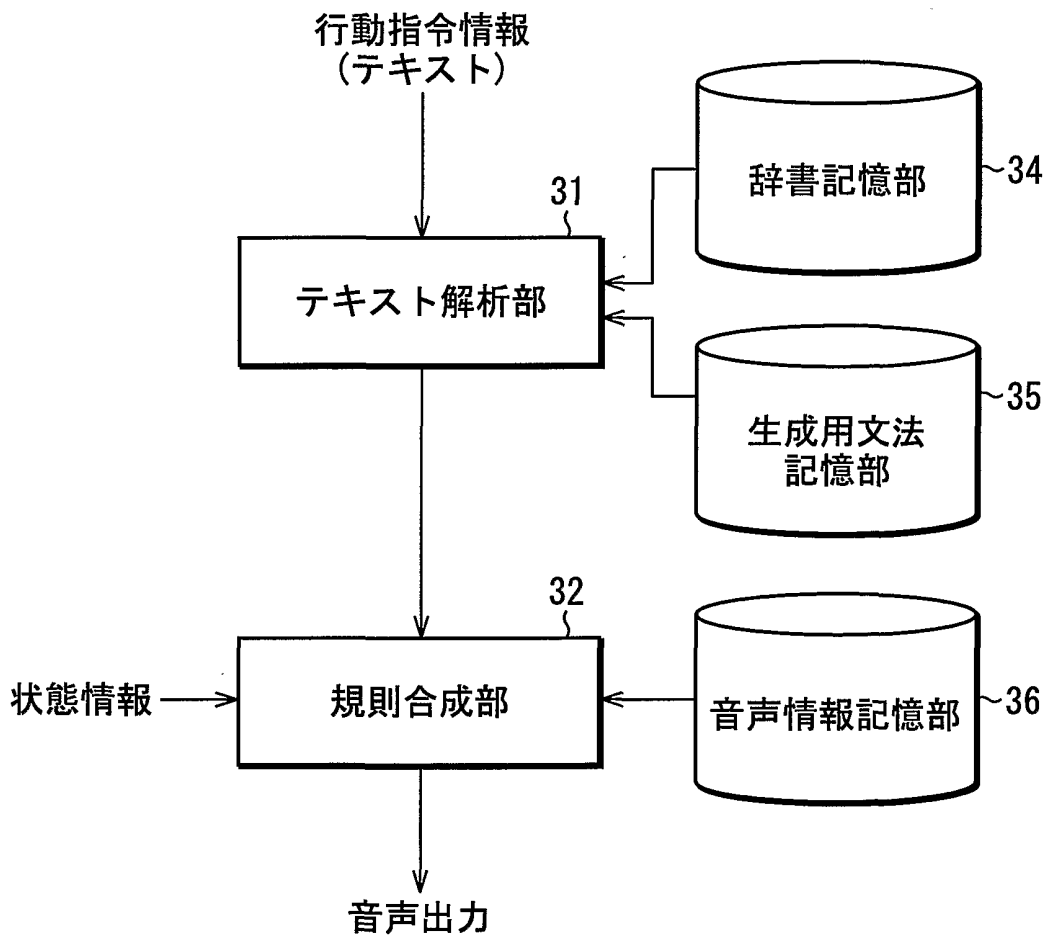 行動指令情報
(テキスト)
34
辞書記憶部
31
テキスト解析部
35
生成用文法
記憶部
32
状態情報
規則合成部
36
音声情報記憶部
音声出力